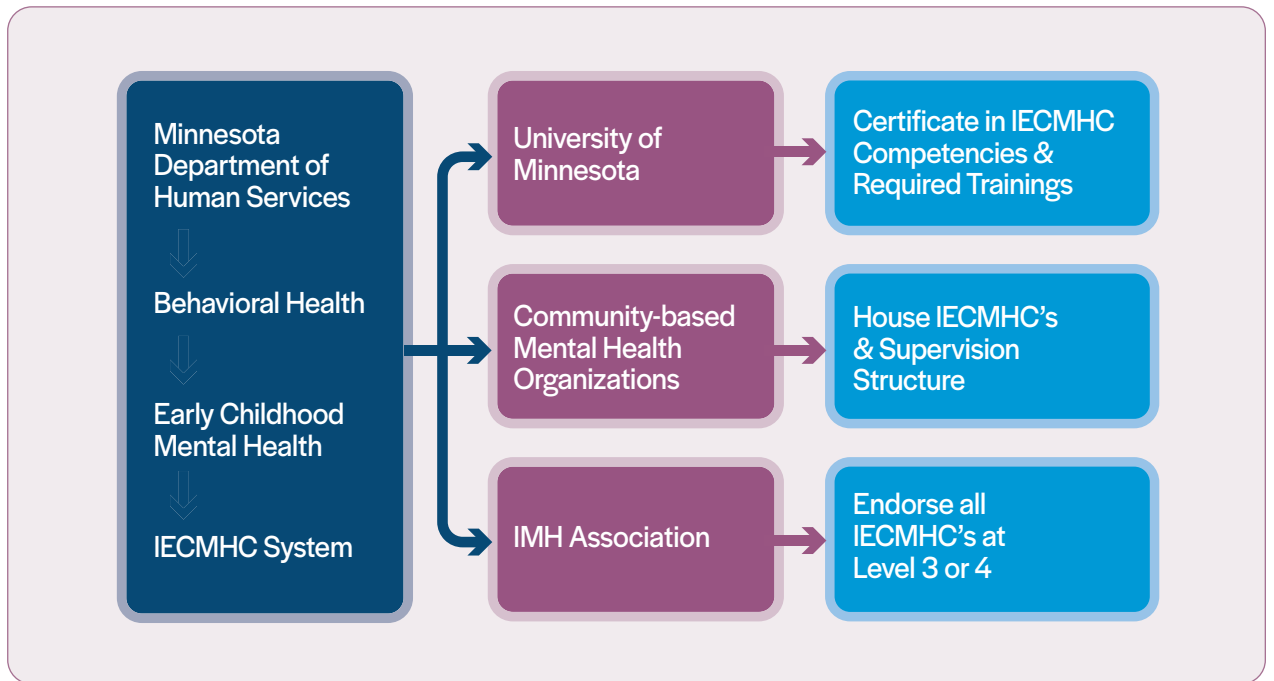 Minnesota
Department of
Human Services
Behavioral Health
Early Childhood
Mental Health
IECMHC System
University of
Minnesota
Certificate in IECMHC
Competencies &
Required Trainings
Community-based
Mental Health
Organizations
House IECMHC's
& Supervision
Structure
IMH Association
Endorse all
IECMHC's at
Level 3 or 4